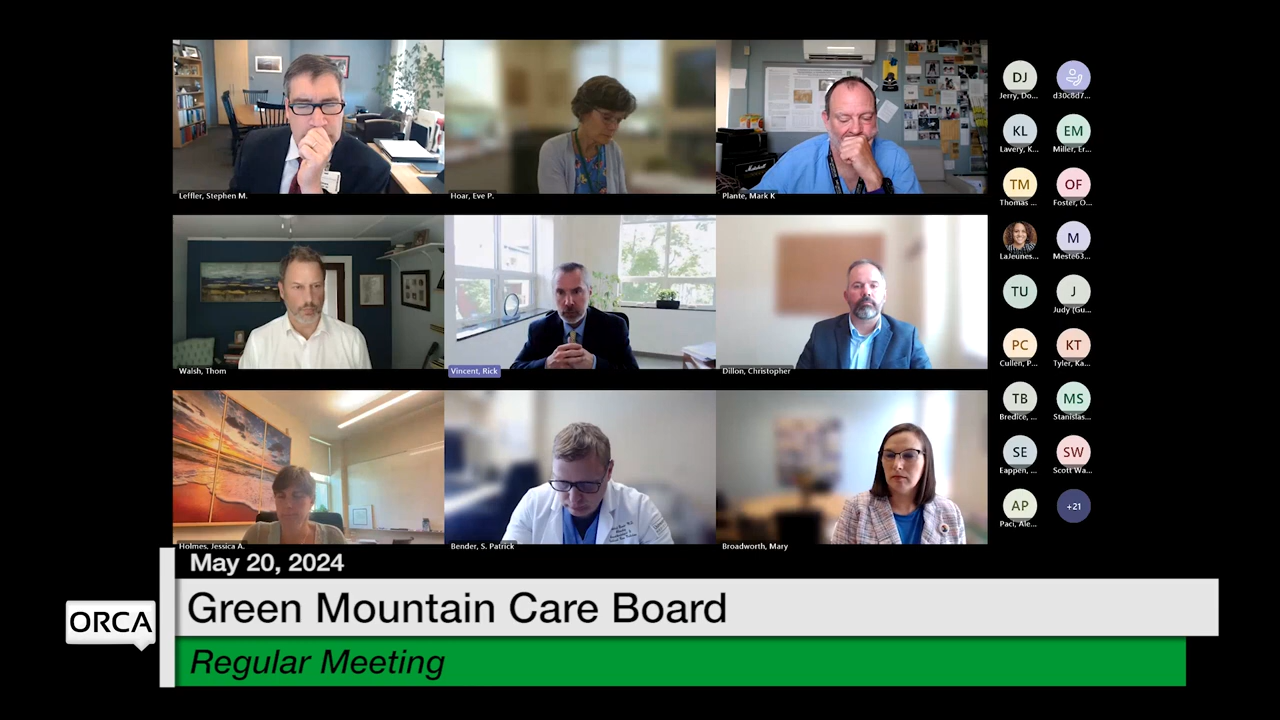 Leffler, Stephen M.
Hoar, Eve P.
Plante, Mark K
Marshall
Walsh, Thom
Vincent, Rick
Dillon, Christopher
Holmes, Jessica A.
Bender, S. Patrick
Broadworth, Mary
DJ
Jerry, Do...
d30c8d7...
KL
Lavery, K...
EM
Miller, Er...
TM
Thomas ...
OF
Foster, O...
LaJeunes...
M
Meste63...
TU
J
Judy (Gu...
PC
Cullen, P...
KT
Tyler, Ka...
TB
Bredice, ...
MS
Stanislas...
SE
Eappen, ...
SW
Scott Wa...
AP
Paci, Ale...
+21
May 20, 2024
ORCA
Green Mountain Care Board
Regular Meeting